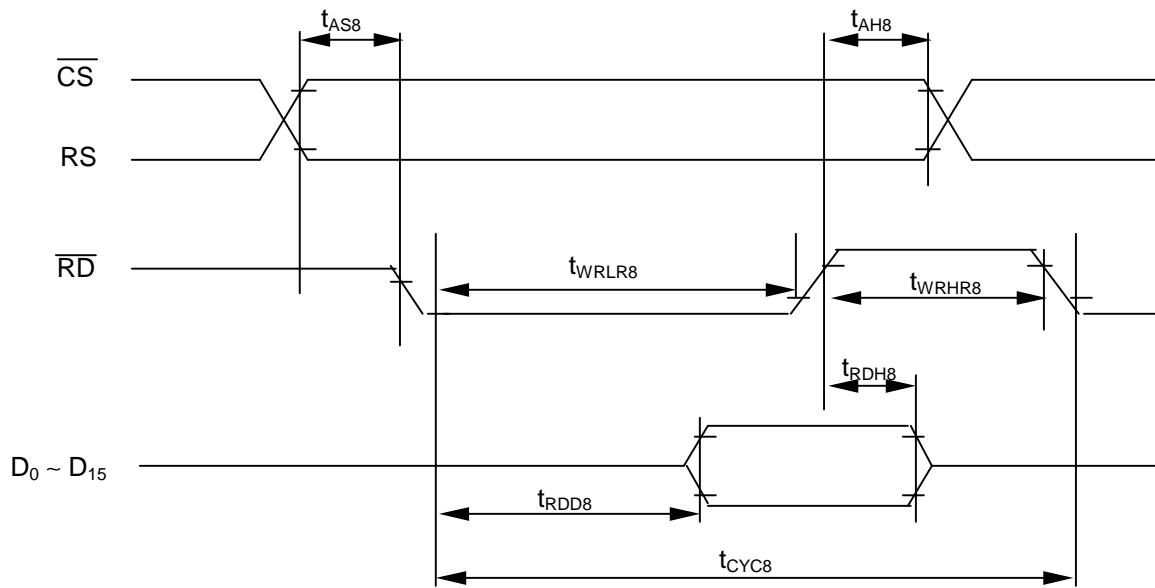 tAS8
tAH8
CS
RS
RD
tWRLR8
tWRHR8
tRDH8
D0 ~ D15
tRDD8
tCYC8